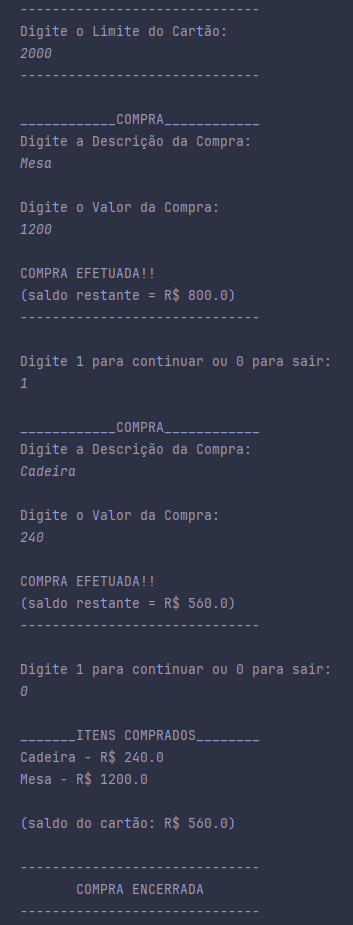 ------------------------------
Digite o Limite do Cartão:
2000
------------------------------
____________COMPRA____________
Digite a Descrição da Compra:
Mesa
Digite o Valor da Compra:
1200
COMPRA EFETUADA!!
(saldo restante = R$ 800.0)
------------------------------
Digite 1 para continuar ou 0 para sair:
1
____________COMPRA____________
Digite a Descrição da Compra:
Cadeira
Digite o Valor da Compra:
240
COMPRA EFETUADA!!
(saldo restante = R$ 560.0)
------------------------------
Digite 1 para continuar ou 0 para sair:
0
_______ITENS COMPRADOS________
Cadeira - R$ 240.0
Mesa - R$ 1200.0
(saldo do cartão: R$ 560.0)
------------------------------
COMPRA ENCERRADA
------------------------------